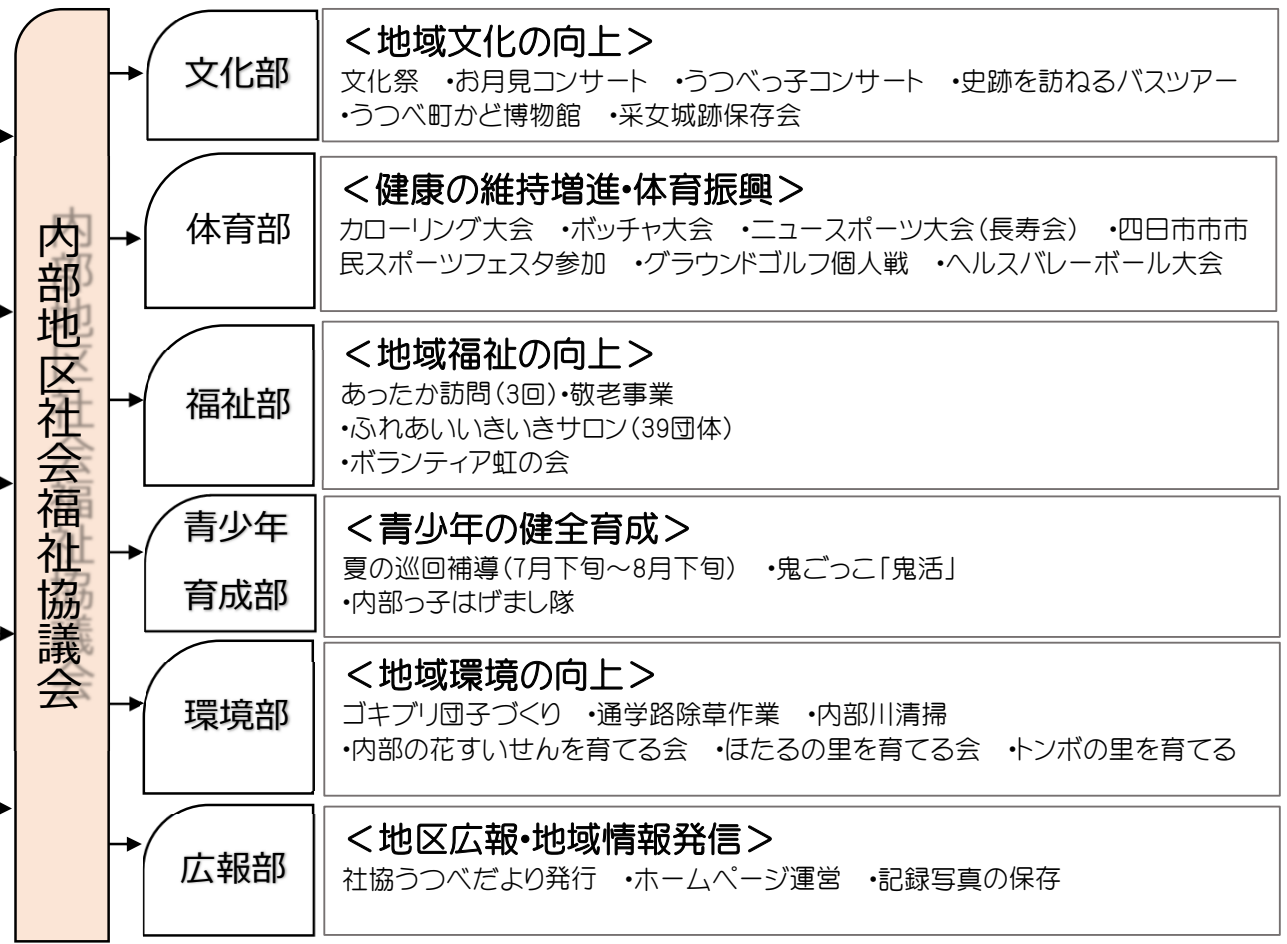 内部地区社会福祉協議会
文化部
＜地域文化の向上＞
文化祭　・お月見コンサート　・うつべっ子コンサート　・史跡を訪ねるバスツアー
・うつべ町かど博物館　・采女城跡保存会
体育部
＜健康の維持増進・体育振興＞
カローリング大会　・ボッチャ大会　・ニュースポーツ大会(長寿会)　・四日市市市
民スポーツフェスタ参加　・グラウンドゴルフ個人戦　・ヘルスバレーボール大会
福祉部
＜地域福祉の向上＞
あったか訪問(3回)・敬老事業
・ふれあいいきいきサロン(39団体)
・ボランティア虹の会
青少年
育成部
＜青少年の健全育成＞
夏の巡回補導(7月下旬～8月下旬)　・鬼ごっこ「鬼活」
・内部っ子はげまし隊
環境部
＜地域環境の向上＞
ゴキブリ団子づくり　・通学路除草作業　・内部川清掃
・内部の花すいせんを育てる会　・ほたるの里を育てる会　・トンボの里を育てる
広報部
＜地区広報・地域情報発信＞
社協うつべだより発行　・ホームページ運営　・記録写真の保存